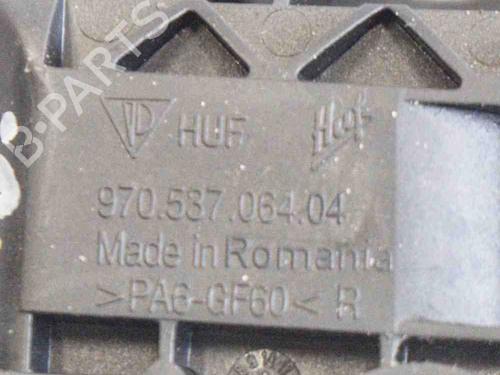 B-PARTS
HUF Huf
970.537.064.04
Made in Romania
>PA6-GF60< R